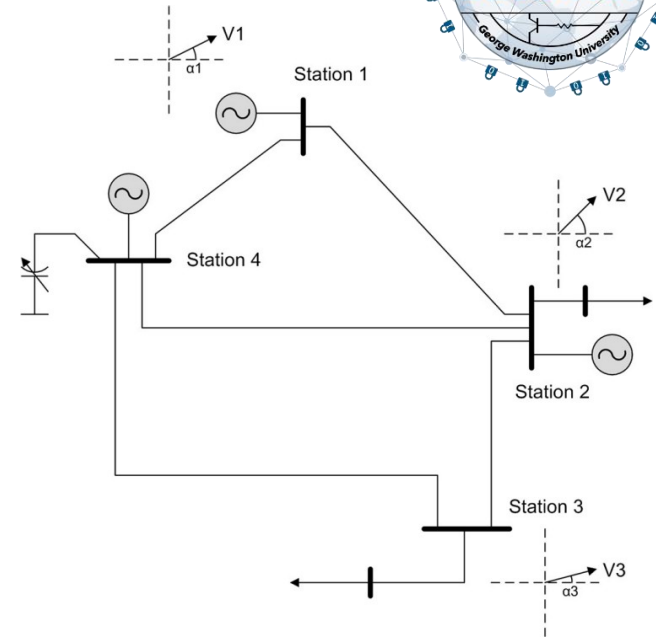 George Washington University
V1
α1
Station 1
V2
α2
Station 4
Station 2
Station 3
V3
α3